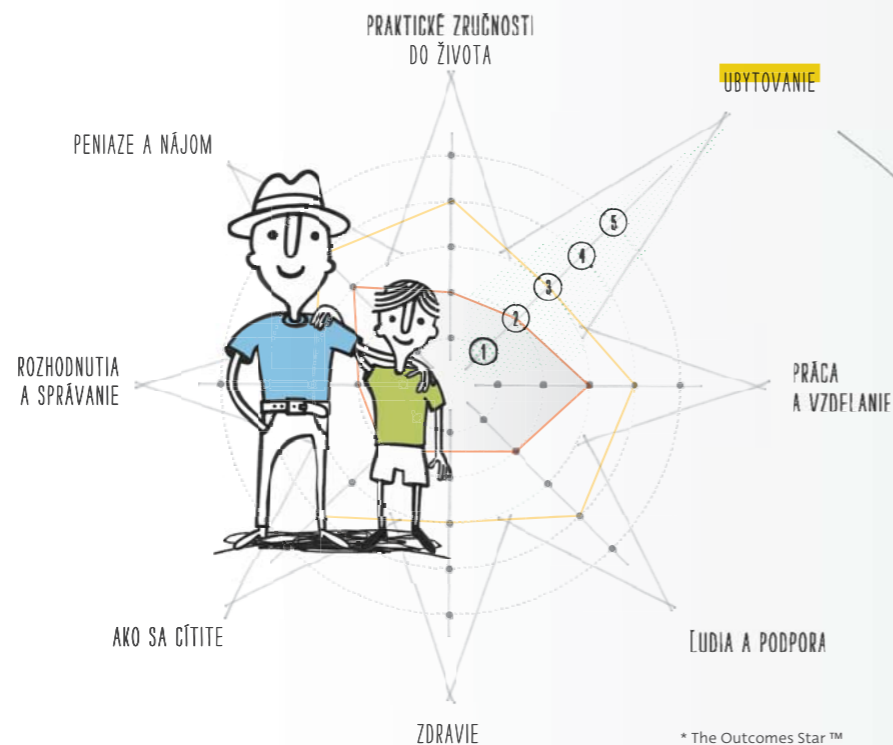 PRAKTICKÉ ZRUČNOSTI
DO ŽIVOTA
UBYTOVANIE
PENIAZE A NÁJOM
5
4
3
2
1
ROZHODNUTIA
A SPRÁVANIE
PRÁCA
A VZDELANIE
AKO SA CÍTITE
ĽUDIA A PODPORA
ZDRAVIE
* The Outcomes Star ™